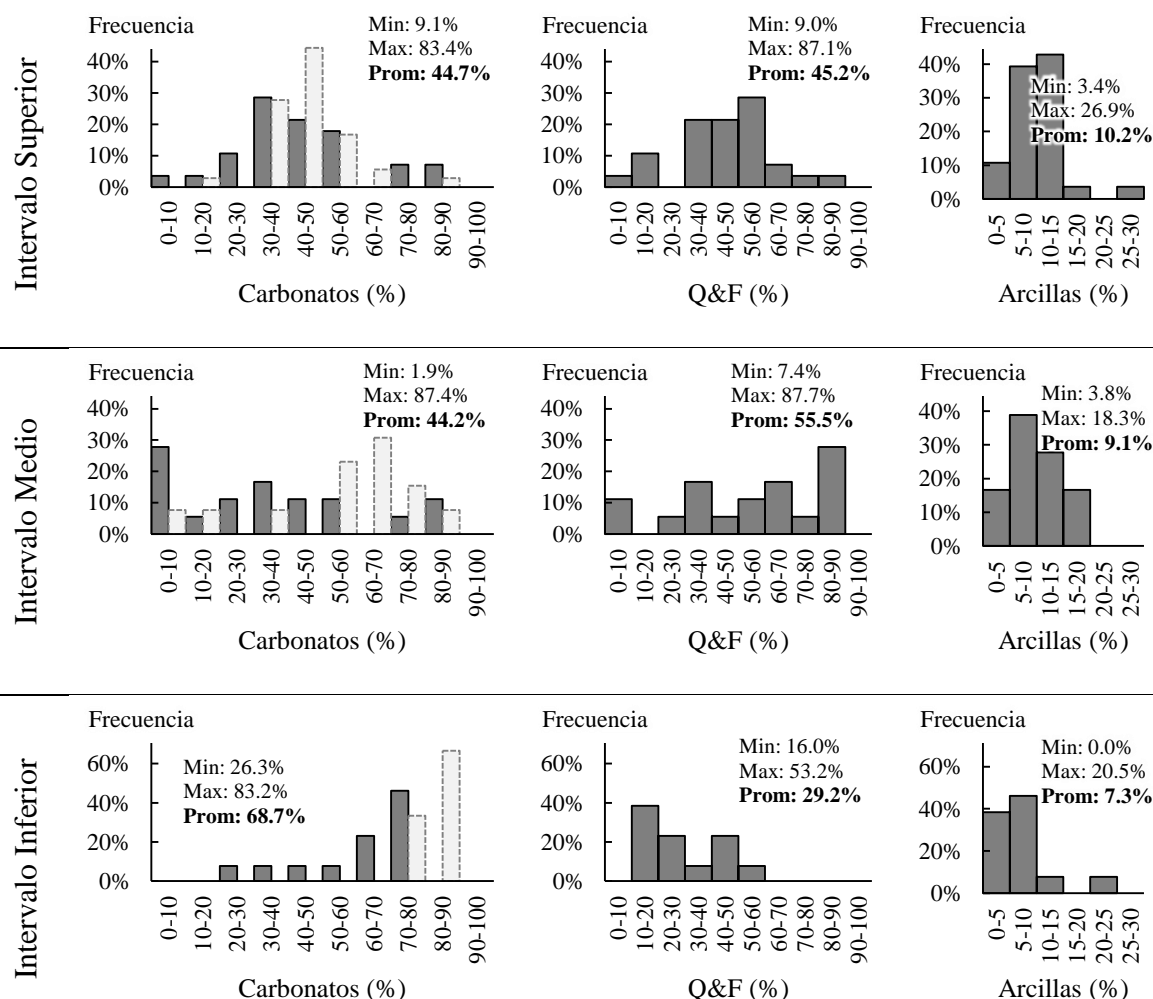 Intervalo Superior
Frecuencia
Min: 9.1%
Max: 83.4%
Prom: 44.7%
40%
30%
20%
10%
0%
0-10
10-20
20-30
30-40
40-50
50-60
60-70
70-80
80-90
90-100
Carbonatos (%)
Frecuencia
Min: 9.0%
Max: 87.1%
Prom: 45.2%
40%
30%
20%
10%
0%
0-10
10-20
20-30
30-40
40-50
50-60
60-70
70-80
80-90
90-100
Q&F (%)
Frecuencia
Min: 3.4%
Max: 26.9%
Prom: 10.2%
40%
30%
20%
10%
0%
0-5
5-10
10-15
15-20
20-25
25-30
Arcillas (%)
Intervalo Medio
Frecuencia
Min: 1.9%
Max: 87.4%
Prom: 44.2%
40%
30%
20%
10%
0%
0-10
10-20
20-30
30-40
40-50
50-60
60-70
70-80
80-90
90-100
Carbonatos (%)
Frecuencia
Min: 7.4%
Max: 87.7%
Prom: 55.5%
40%
30%
20%
10%
0%
0-10
10-20
20-30
30-40
40-50
50-60
60-70
70-80
80-90
90-100
Q&F (%)
Frecuencia
Min: 3.8%
Max: 18.3%
Prom: 9.1%
40%
30%
20%
10%
0%
0-5
5-10
10-15
15-20
20-25
25-30
Arcillas (%)
Intervalo Inferior
Frecuencia
Min: 26.3%
Max: 83.2%
Prom: 68.7%
60%
40%
20%
0%
0-10
10-20
20-30
30-40
40-50
50-60
60-70
70-80
80-90
90-100
Carbonatos (%)
Frecuencia
Min: 16.0%
Max: 53.2%
Prom: 29.2%
60%
40%
20%
0%
0-10
10-20
20-30
30-40
40-50
50-60
60-70
70-80
80-90
90-100
Q&F (%)
Frecuencia
Min: 0.0%
Max: 20.5%
Prom: 7.3%
60%
40%
20%
0%
0-5
5-10
10-15
15-20
20-25
25-30
Arcillas (%)